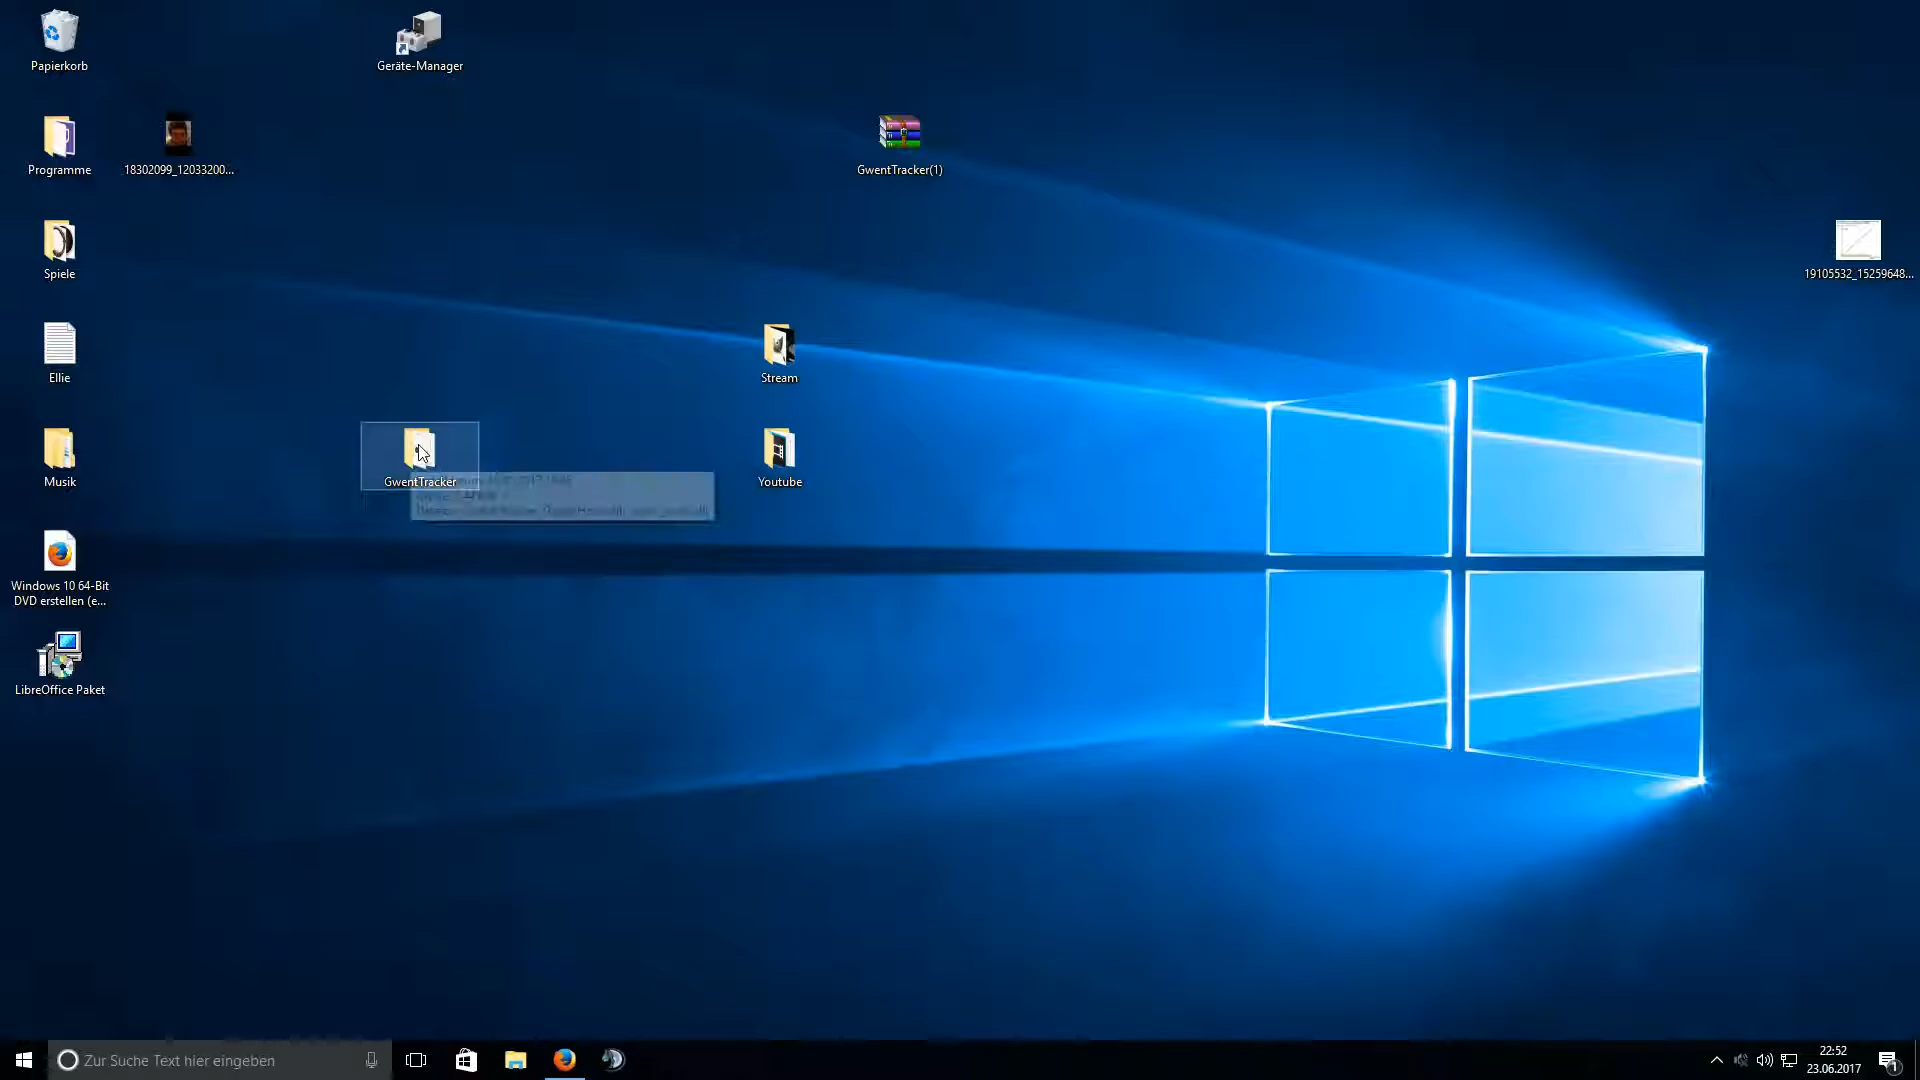 Papierkorb
Geräte-Manager
Programme
18302099_12033200...
GwentTracker(1)
Spiele
19105532_15259648...
Ellie
Stream
Musik
GwentTracker
Youtube
Windows 10 64-Bit
DVD erstellen (e...
LibreOffice Paket
Zur Suche Text hier eingeben
22:52
23.06.2017
1